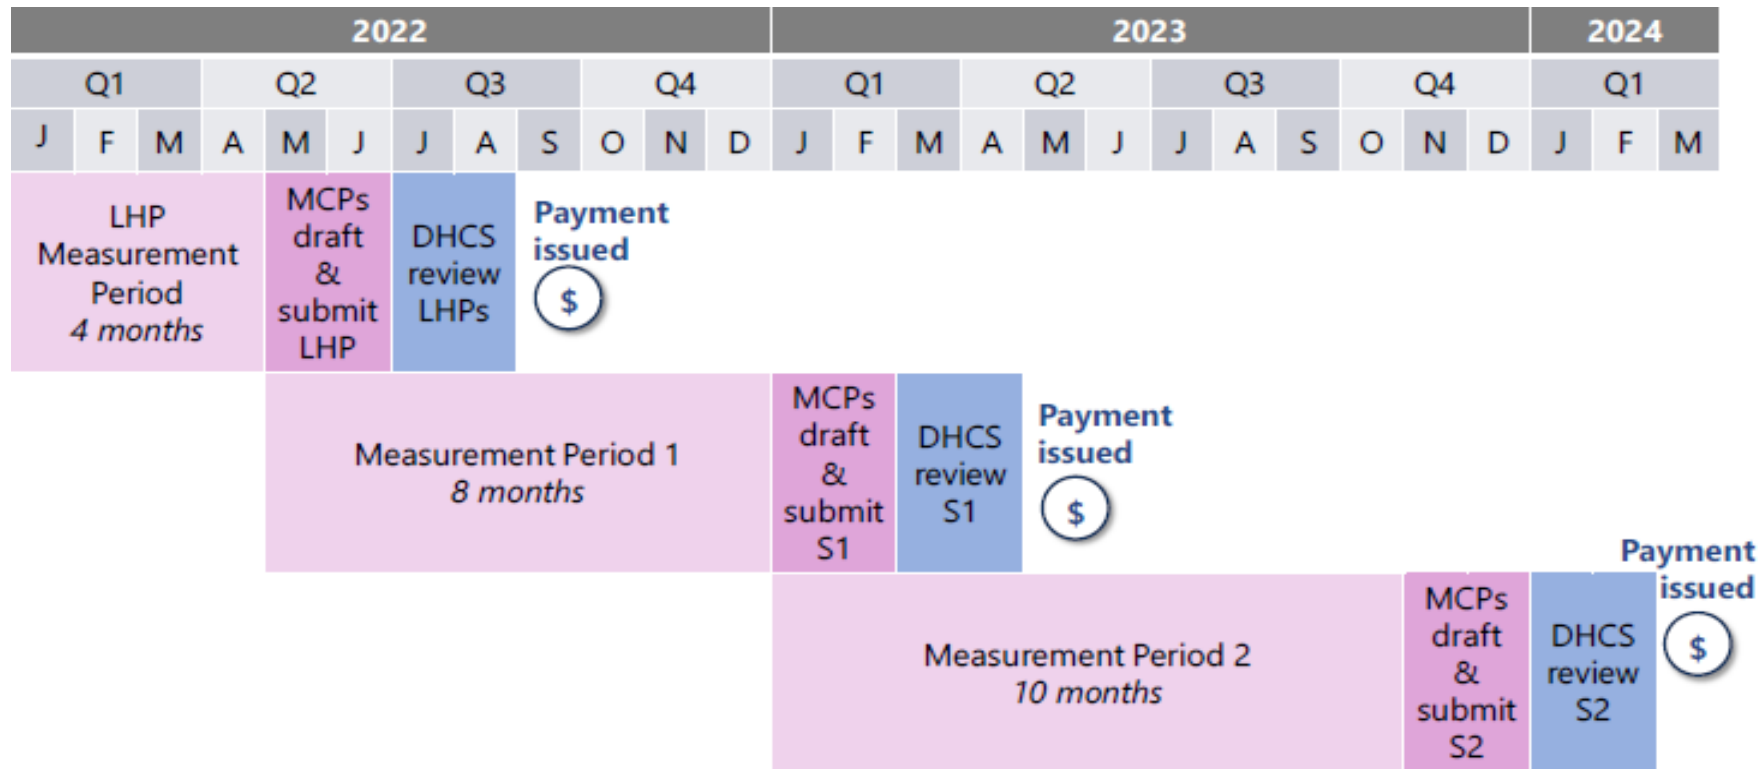 2022 2023 2024
Q1 Q2 Q3 Q4 Q1 Q2 Q3 Q4 Q1
J F M A M J J A S O N D J F M A M J J A S O N D J F M
LHP
Measurement
Period
4 months
MCPs
draft
&
submit
LHP
DHCS
review
LHPs
Payment
issued
$
Measurement Period 1
8 months
MCPs
draft
&
submit
S1
DHCS
review
S1
Payment
issued
$
Measurement Period 2
10 months
MCPs
draft
&
submit
S2
DHCS
review
S2
Payment
issued
$